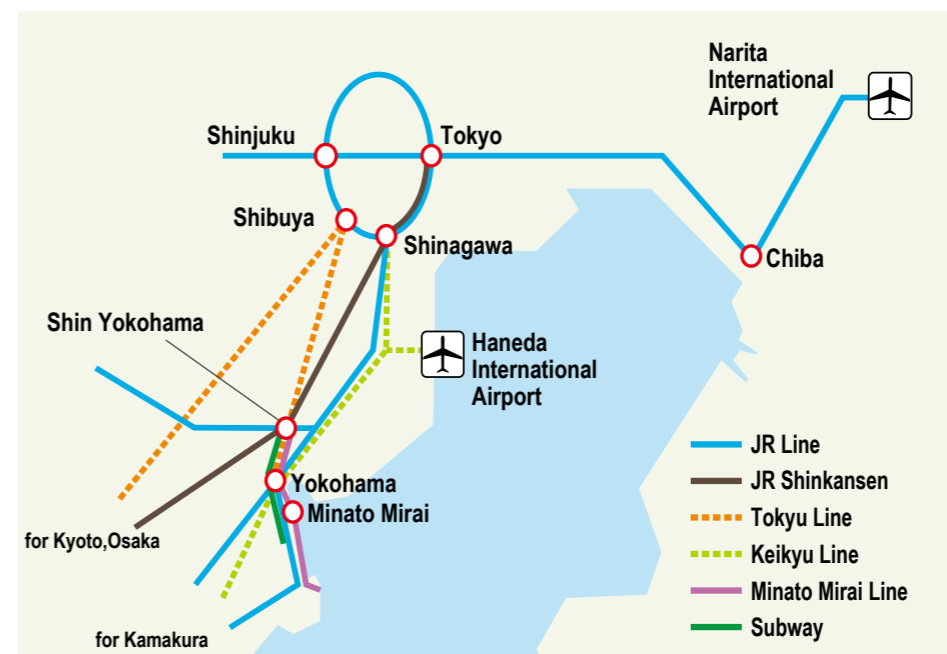 Narita
International
Airport
Shinjuku
Tokyo
Shibuya
Shinagawa
Chiba
Shin Yokohama
Haneda
International
Airport
JR Line
Yokohama
JR Shinkansen
Minato Mirai
Tokyu Line
for Kyoto,Osaka
Keikyu Line
Minato Mirai Line
Subway
for Kamakura